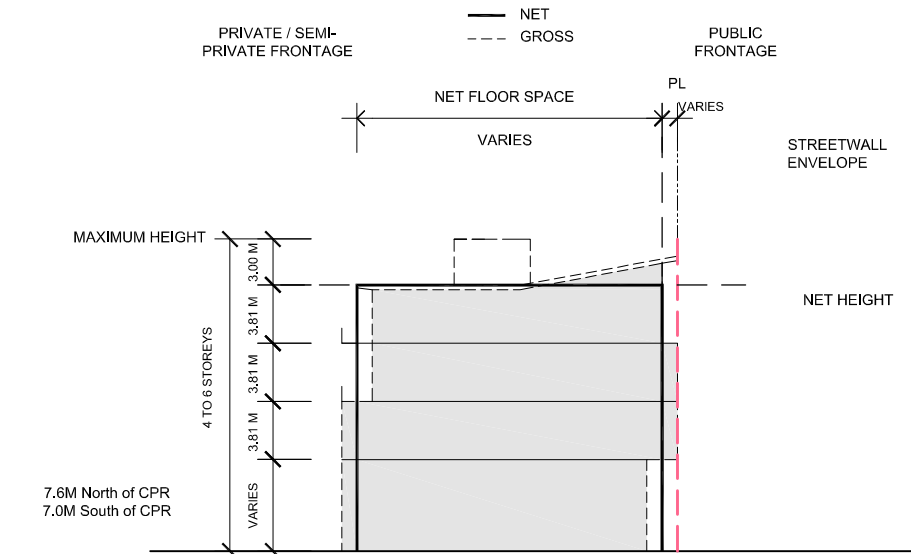 NET
GROSS
PRIVATE / SEMI-
PRIVATE FRONTAGE
PUBLIC
FRONTAGE
PL
NET FLOOR SPACE
VARIES
VARIES
STREETWALL
ENVELOPE
MAXIMUM HEIGHT
3.00 M
NET HEIGHT
3.81 M
3.81 M
4 TO 6 STOREYS
3.81 M
7.6M North of CPR
7.0M South of CPR
VARIES